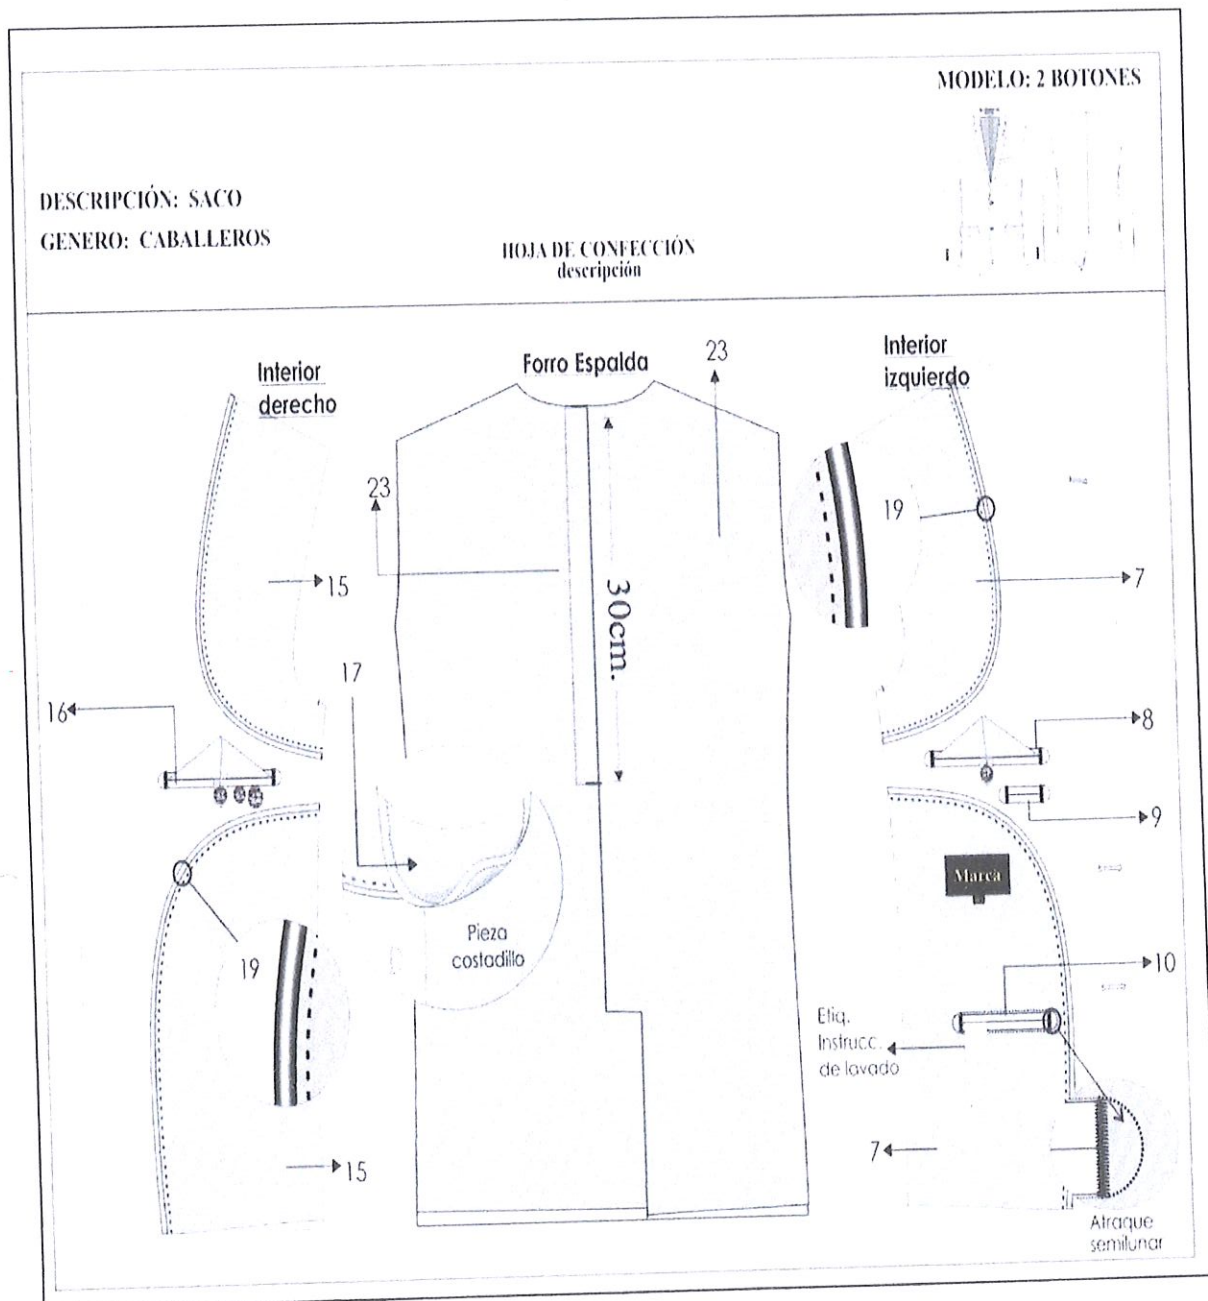 MODELO: 2 BOTONES
DESCRIPCIÓN: SACO
GENERO: CABALLEROS
HOJA DE CONFECCIÓN
descripción
Interior
derecho
Forro Espalda
23
Interior
izquierdo
23
19
15
7
30cm.
17
16
8
9
Marca
Pieza
costadillo
19
10
Etiq.
Instrucc.
de lavado
15
7
Atraque
semilunar